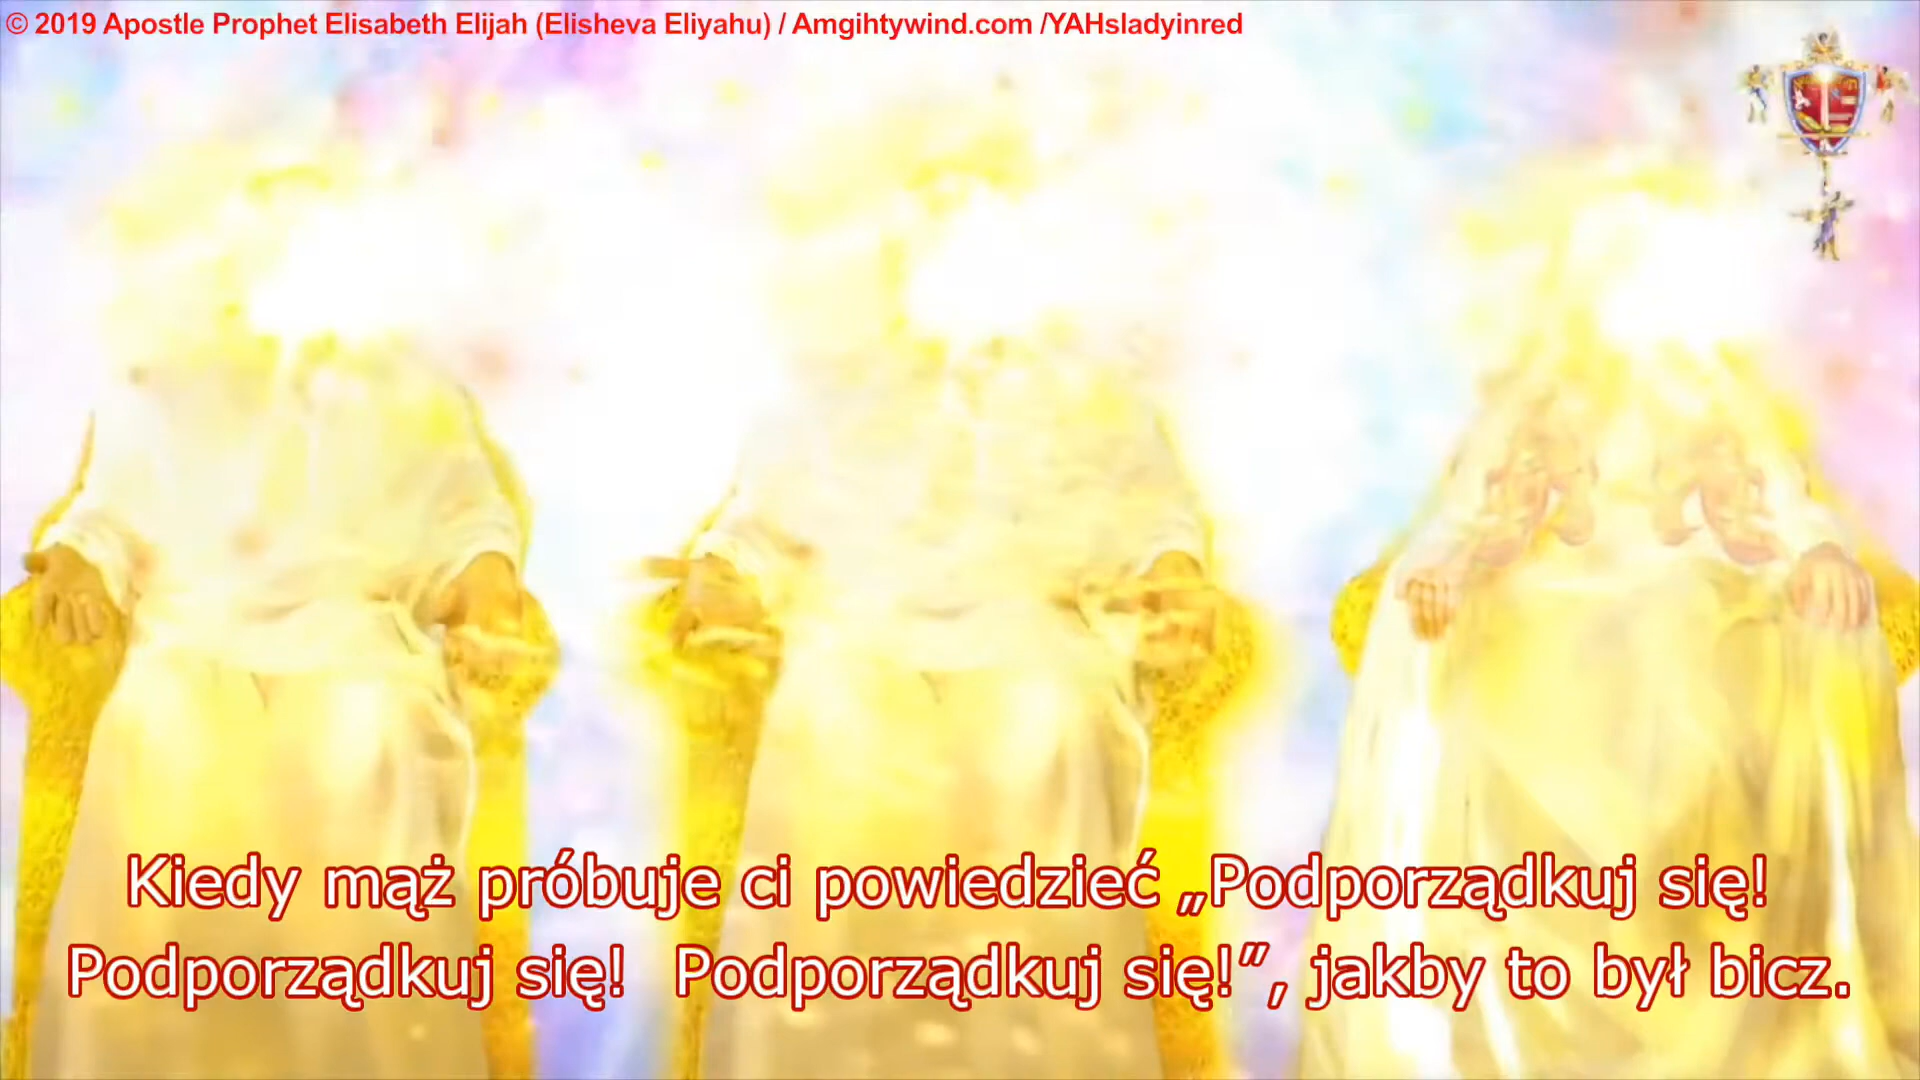 © 2019 Apostle Prophet Elisabeth Elijah (Elisheva Eliyahu) / Amgihtywind.com /YAHsladyinred
Kiedy mąż próbuje ci powiedzieć „Podporządkuj się!
Podporządkuj się!  Podporządkuj się!”, jakby to był bicz.